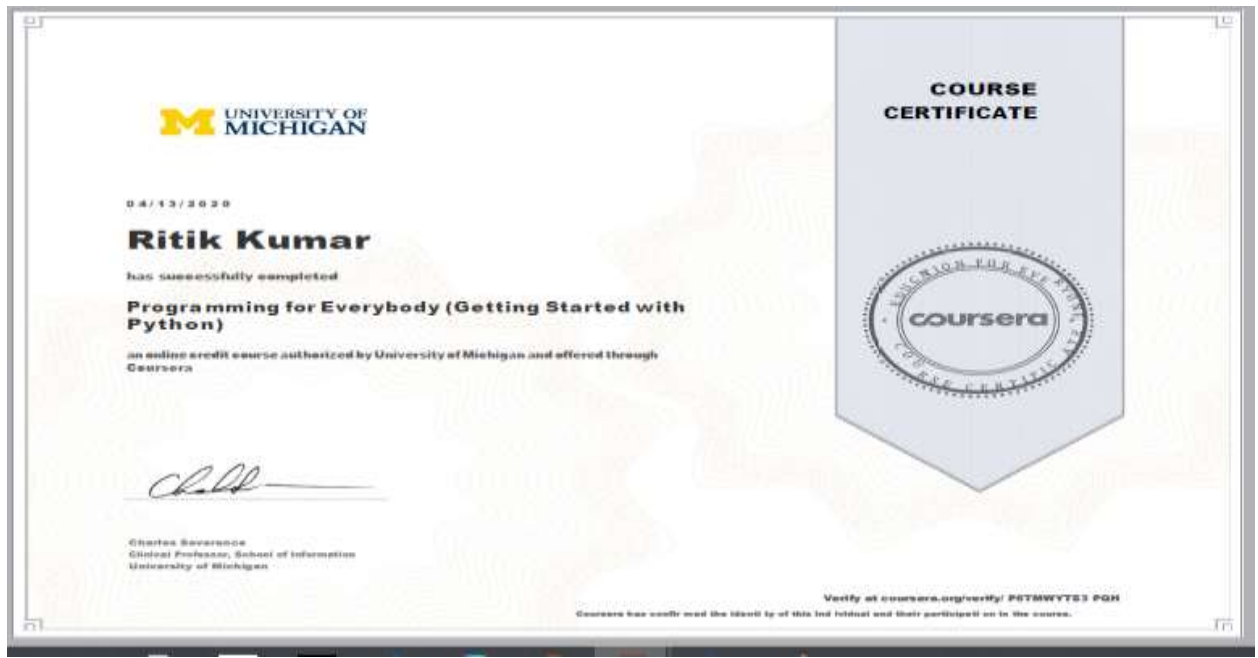 UNIVERSITY OF
MICHIGAN
COURSE
CERTIFICATE
04/13/2020
Ritik Kumar
has successfully completed
Programming for Everybody (Getting Started with
Python)
an online credit course authorized by University of Michigan and offered through
Coursera
coursera
COURSE CERTIFIC
Charles Severance
Clinical Professor, School of Information
University of Michigan
Verify at coursera.org/verify/
Coursera has confirmed the identity of this individual and their participation in the course.